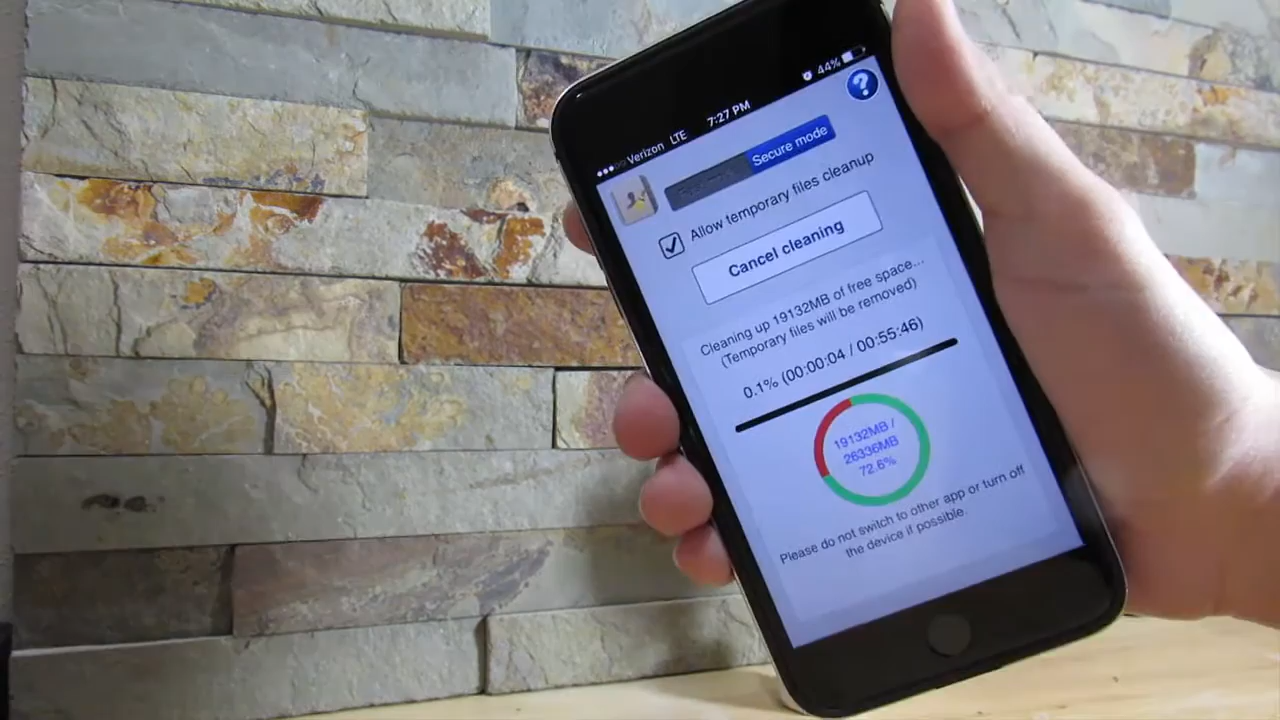 Verizon LTE 7:27 PM 44%
?
Secure mode
Allow temporary files cleanup
Cancel cleaning
Cleaning up 19132MB of free space...
(Temporary files will be removed)
0.1% (00:00:04 / 00:55:46)
19132MB /
26336MB
72.6%
Please do not switch to other app or turn off
the device if possible.